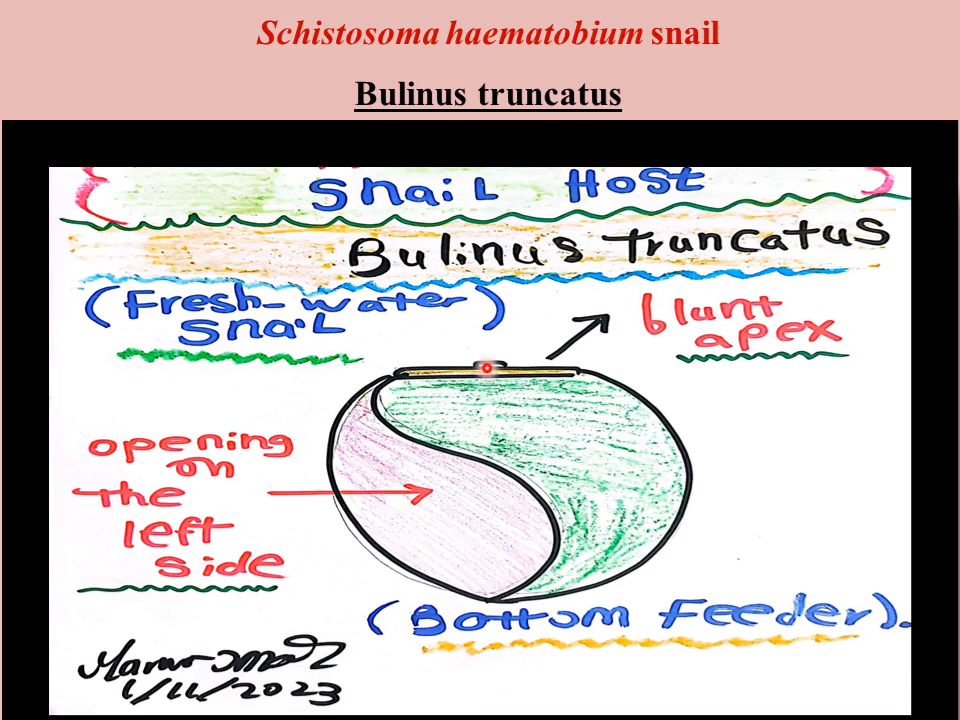 Schistosoma haematobium snail
Bulinus truncatus
Snail Host
Bulinus truncatus
(Fresh-water)
Snail
blunt
apex
opening
on
the
left
side
(Bottom Feeder).
1/11/2023